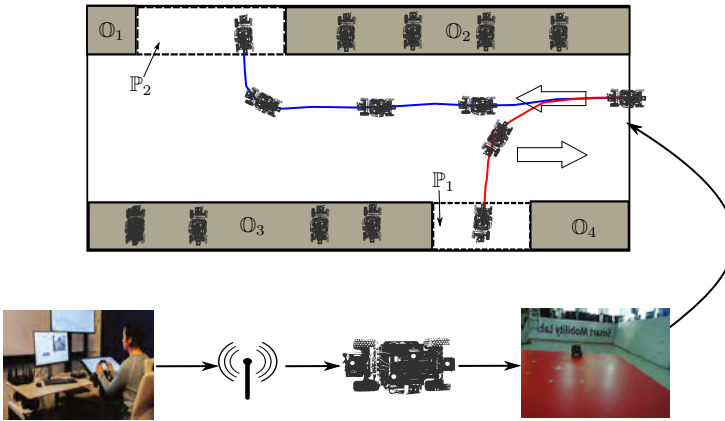 𝕆₁
𝕆₂
ℙ₂
ℙ₁
𝕆₃
𝕆₄
Smart Mobility Lab